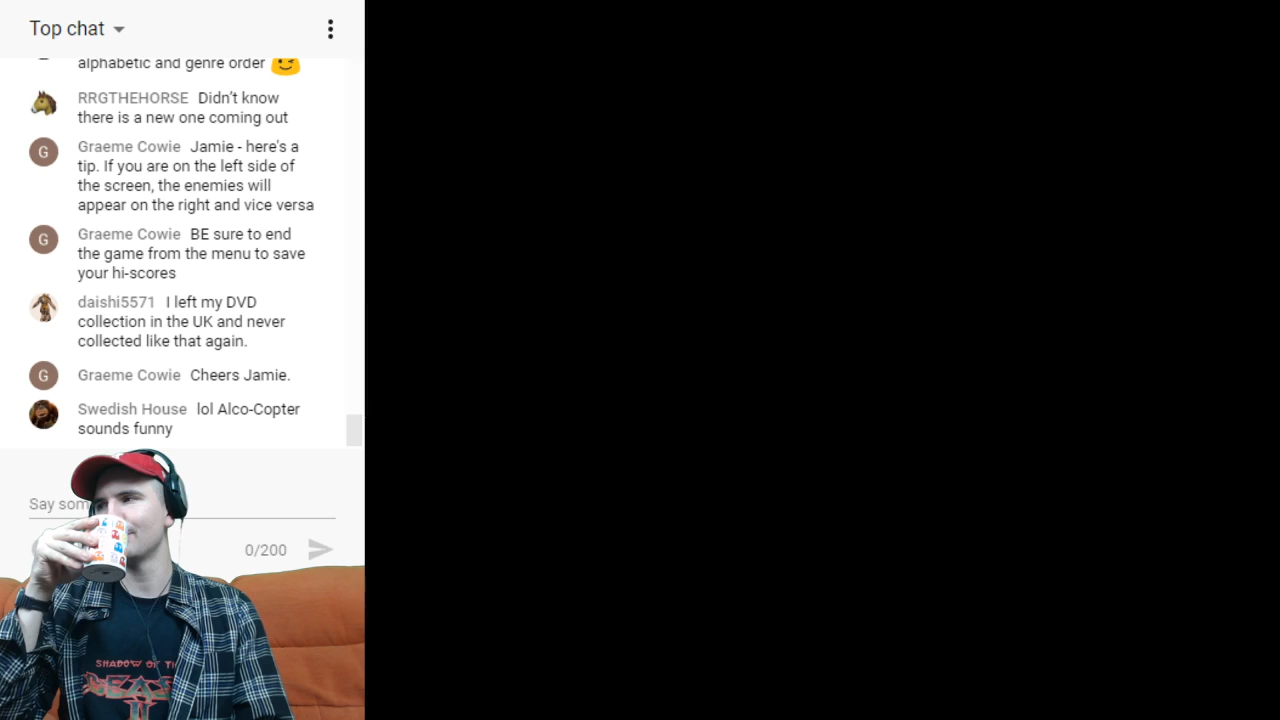 Top chat
alphabetic and genre order
RRGTHEHORSE Didn't know
there is a new one coming out
G
Graeme Cowie Jamie - here's a
tip. If you are on the left side of
the screen, the enemies will
appear on the right and vice versa
G
Graeme Cowie BE sure to end
the game from the menu to save
your hi-scores
daishi5571 I left my DVD
collection in the UK and never
collected like that again.
G
Graeme Cowie Cheers Jamie.
Swedish House lol Alco-Copter
sounds funny
Say som
0/200
SHADOW OF TH
BEAS
II